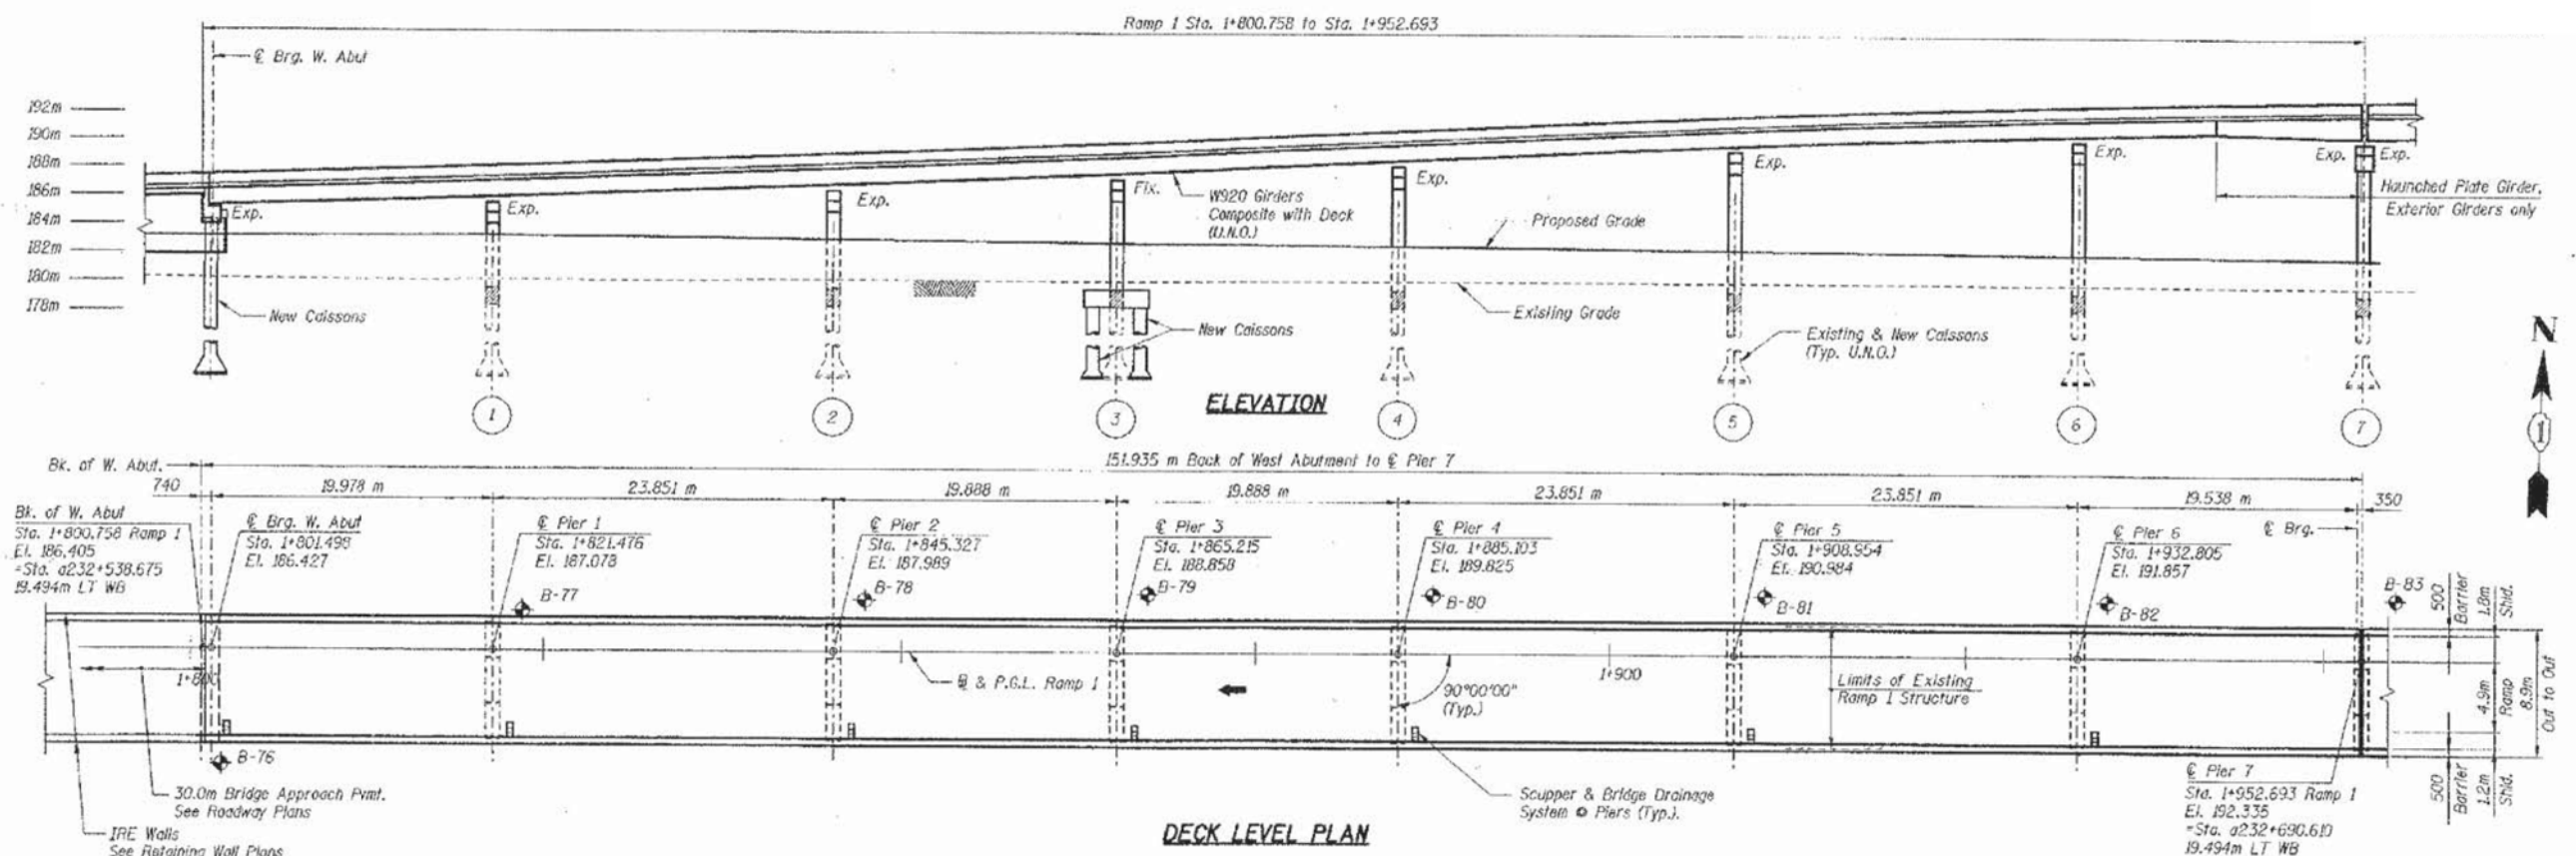 Ramp 1 Sta. 1+800.758 to Sta. 1+952.693
℄ Brg. W. Abut
192m
190m
188m
186m
184m
182m
180m
178m
Exp.
Exp.
Exp.
Fix.
Exp.
Exp.
Exp.
Exp.
Exp.
W920 Girders
Composite with Deck
(U.N.O.)
Proposed Grade
Haunched Plate Girder,
Exterior Girders only
New Caissons
New Caissons
Existing Grade
Existing & New Caissons
(Typ. U.N.O.)
N
1
1
2
3
4
5
6
7
ELEVATION
Bk. of W. Abut.
151.935 m Back of West Abutment to ℄ Pier 7
740
19.978 m
23.851 m
19.888 m
19.888 m
23.851 m
23.851 m
19.538 m
350
Bk. of W. Abut
Sta. 1+800.758 Ramp 1
El. 186.405
=Sta. a232+538.675
19.494m LT WB
℄ Brg. W. Abut
Sta. 1+801.498
El. 186.427
℄ Pier 1
Sta. 1+821.476
El. 187.078
℄ Pier 2
Sta. 1+845.327
El. 187.989
℄ Pier 3
Sta. 1+865.215
El. 188.858
℄ Pier 4
Sta. 1+885.103
El. 189.825
℄ Pier 5
Sta. 1+908.954
El. 190.984
℄ Pier 6
Sta. 1+932.805
El. 191.857
℄ Brg.
B-77
B-78
B-79
B-80
B-81
B-82
B-83
500
Barrier
1.8m
Shld.
1+800
& P.G.L. Ramp 1
90°00'00"
(Typ.)
1+900
Limits of Existing
Ramp 1 Structure
4.9m
Ramp
8.9m
Out to Out
B-76
30.0m Bridge Approach Pvmt.
See Roadway Plans
IRE Walls
See Retaining Wall Plans
Scupper & Bridge Drainage
System @ Piers (Typ.).
DECK LEVEL PLAN
℄ Pier 7
Sta. 1+952.693 Ramp 1
El. 192.335
=Sta. a232+690.610
19.494m LT WB
500
Barrier
1.2m
Shld.